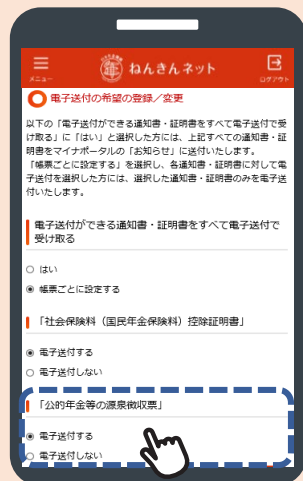 ねんきんネット
メニュー
ログアウト
電子送付の希望の登録／変更
以下の「電子送付ができる通知書・証明書をすべて電子送付で受
け取る」に「はい」と選択した方には、上記すべての通知書・証
明書をマイナポータルの「お知らせ」に送付いたします。
「帳票ごとに設定する」を選択し、各通知書・証明書に対して電
子送付を選択した方には、選択した通知書・証明書のみを電子送
付いたします。
電子送付ができる通知書・証明書をすべて電子送付で
受け取る
はい
帳票ごとに設定する
「社会保険料（国民年金保険料）控除証明書」
電子送付する
電子送付しない
「公的年金等の源泉徴収票」
電子送付する
電子送付しない